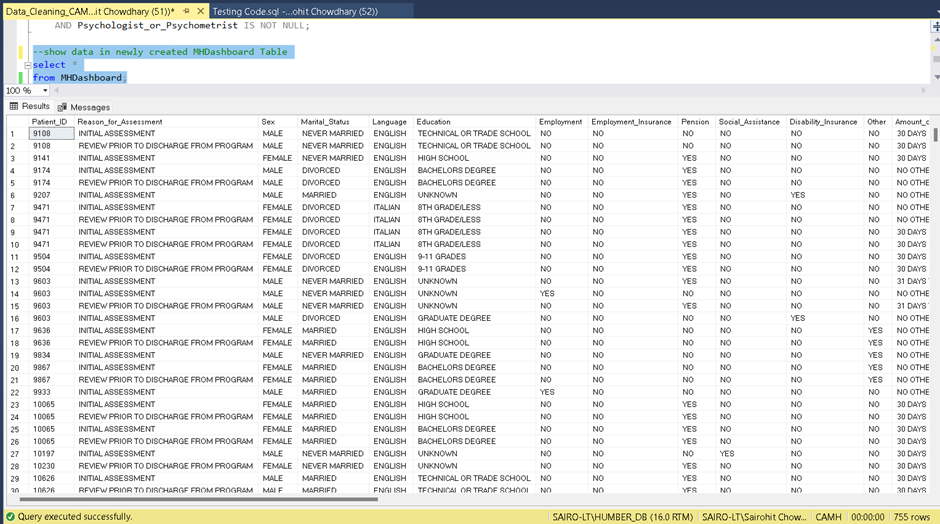 Data_Cleaning_CAM...it Chowdhary (51))* Testing Code.sql -...ohit Chowdhary (52))
AND Psychologist_or_Psychometrist IS NOT NULL;
--show data in newly created MHDashboard Table
select *
from MHDashboard;
100 %
Results Messages
Patient_ID Reason_for_Assessment Sex Marital_Status Language Education Employment Employment_Insurance Pension Social_Assistance Disability_Insurance Other Amount_c
1 9108 INITIAL ASSESSMENT MALE NEVER MARRIED ENGLISH TECHNICAL OR TRADE SCHOOL NO NO NO NO NO NO 30 DAYS
2 9108 REVIEW PRIOR TO DISCHARGE FROM PROGRAM MALE NEVER MARRIED ENGLISH TECHNICAL OR TRADE SCHOOL NO NO NO NO NO NO 30 DAYS
3 9141 INITIAL ASSESSMENT FEMALE NEVER MARRIED ENGLISH HIGH SCHOOL NO NO YES NO NO NO 30 DAYS
4 9174 INITIAL ASSESSMENT MALE DIVORCED ENGLISH BACHELORS DEGREE NO NO YES NO NO NO NO OTHE
5 9174 REVIEW PRIOR TO DISCHARGE FROM PROGRAM MALE DIVORCED ENGLISH BACHELORS DEGREE NO NO YES NO NO NO NO OTHE
6 9207 INITIAL ASSESSMENT MALE MARRIED ENGLISH UNKNOWN NO NO NO NO YES NO NO OTHE
7 9471 INITIAL ASSESSMENT FEMALE DIVORCED ITALIAN 8TH GRADE/LESS NO NO YES NO NO NO NO OTHE
8 9471 REVIEW PRIOR TO DISCHARGE FROM PROGRAM FEMALE DIVORCED ITALIAN 8TH GRADE/LESS NO NO YES NO NO NO NO OTHE
9 9471 INITIAL ASSESSMENT FEMALE DIVORCED ITALIAN 8TH GRADE/LESS NO NO YES NO NO NO NO OTHE
10 9471 REVIEW PRIOR TO DISCHARGE FROM PROGRAM FEMALE DIVORCED ITALIAN 8TH GRADE/LESS NO NO YES NO NO NO NO OTHE
11 9504 INITIAL ASSESSMENT FEMALE DIVORCED ENGLISH 9-11 GRADES NO NO YES NO NO NO 30 DAYS
12 9504 REVIEW PRIOR TO DISCHARGE FROM PROGRAM FEMALE DIVORCED ENGLISH 9-11 GRADES NO NO YES NO NO NO 30 DAYS
13 9603 INITIAL ASSESSMENT MALE NEVER MARRIED ENGLISH UNKNOWN NO NO YES NO NO NO 31 DAYS
14 9603 INITIAL ASSESSMENT MALE NEVER MARRIED ENGLISH UNKNOWN YES NO NO NO NO NO NO OTHE
15 9603 REVIEW PRIOR TO DISCHARGE FROM PROGRAM MALE NEVER MARRIED ENGLISH UNKNOWN NO NO YES NO NO NO 31 DAYS
16 9603 INITIAL ASSESSMENT MALE DIVORCED ENGLISH GRADUATE DEGREE NO NO NO NO YES NO NO OTHE
17 9636 INITIAL ASSESSMENT FEMALE MARRIED ENGLISH HIGH SCHOOL NO NO NO NO NO YES NO OTHE
18 9636 REVIEW PRIOR TO DISCHARGE FROM PROGRAM FEMALE MARRIED ENGLISH HIGH SCHOOL NO NO NO NO NO YES NO OTHE
19 9834 INITIAL ASSESSMENT MALE NEVER MARRIED ENGLISH GRADUATE DEGREE NO NO YES NO NO NO NO OTHE
20 9867 INITIAL ASSESSMENT FEMALE MARRIED ENGLISH BACHELORS DEGREE NO NO NO NO NO YES NO OTHE
21 9867 REVIEW PRIOR TO DISCHARGE FROM PROGRAM FEMALE MARRIED ENGLISH BACHELORS DEGREE NO NO NO NO NO YES NO OTHE
22 9933 INITIAL ASSESSMENT MALE MARRIED ENGLISH GRADUATE DEGREE YES NO NO NO NO NO NO OTHE
23 10065 INITIAL ASSESSMENT FEMALE MARRIED ENGLISH HIGH SCHOOL NO NO YES NO NO NO 30 DAYS
24 10065 REVIEW PRIOR TO DISCHARGE FROM PROGRAM FEMALE MARRIED ENGLISH HIGH SCHOOL NO NO YES NO NO NO 30 DAYS
25 10065 INITIAL ASSESSMENT FEMALE MARRIED ENGLISH BACHELORS DEGREE NO NO YES NO NO NO 30 DAYS
26 10065 REVIEW PRIOR TO DISCHARGE FROM PROGRAM FEMALE MARRIED ENGLISH BACHELORS DEGREE NO NO YES NO NO NO 30 DAYS
27 10197 INITIAL ASSESSMENT MALE NEVER MARRIED ENGLISH UNKNOWN NO NO NO YES NO NO 30 DAYS
28 10230 REVIEW PRIOR TO DISCHARGE FROM PROGRAM FEMALE NEVER MARRIED ENGLISH UNKNOWN NO NO YES NO NO NO 30 DAYS
29 10626 INITIAL ASSESSMENT MALE MARRIED ENGLISH TECHNICAL OR TRADE SCHOOL NO NO YES NO NO NO 30 DAYS
30 10626 REVIEW PRIOR TO DISCHARGE FROM PROGRAM MALE MARRIED ENGLISH TECHNICAL OR TRADE SCHOOL NO NO YES NO NO NO 30 DAYS
Query executed successfully. SAIRO-LT\HUMBER_DB (16.0 RTM) SAIRO-LT\Sairohit Chow... CAMH 00:00:00 755 rows